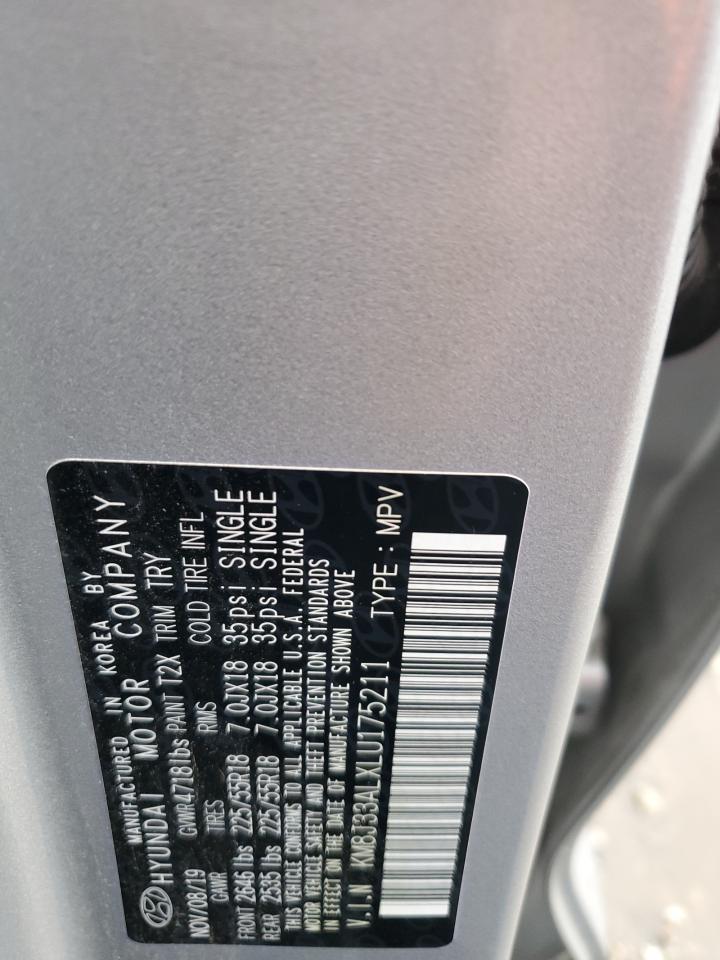 MANUFACTURED IN KOREA BY
HYUNDAI MOTOR COMPANY
NOV/08/19 GVWR 4718lbs PAINT T2X TRIM TRY
GAWR TIRES RIMS COLD TIRE INFL
FRONT 2646 lbs 225/55R18 7.0JX18 35psi SINGLE
REAR 2535 lbs 225/55R18 7.0JX18 35psi SINGLE
THIS VEHICLE CONFORMS TO ALL APPLICABLE U.S.A. FEDERAL
MOTOR VEHICLE SAFETY AND THEFT PREVENTION STANDARDS
IN EFFECT ON THE DATE OF MANUFACTURE SHOWN ABOVE
V.I.N KM8J33ALXLU175211 TYPE : MPV